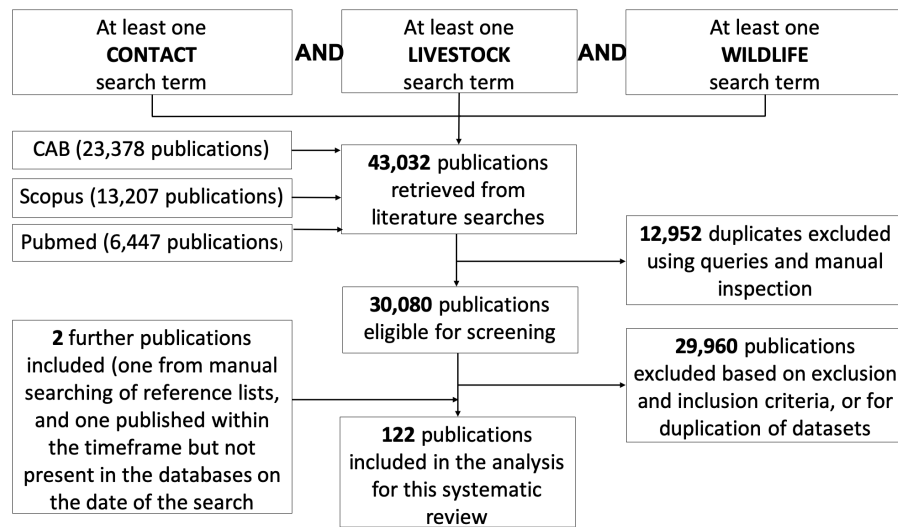 At least one
CONTACT
search term
AND
At least one
LIVESTOCK
search term
AND
At least one
WILDLIFE
search term
CAB (23,378 publications)
Scopus (13,207 publications)
Pubmed (6,447 publications)
43,032 publications
retrieved from
literature searches
12,952 duplicates excluded
using queries and manual
inspection
30,080 publications
eligible for screening
2 further publications
included (one from manual
searching of reference lists,
and one published within
the timeframe but not
present in the databases on
the date of the search
29,960 publications
excluded based on exclusion
and inclusion criteria, or for
duplication of datasets
122 publications
included in the analysis
for this systematic
review